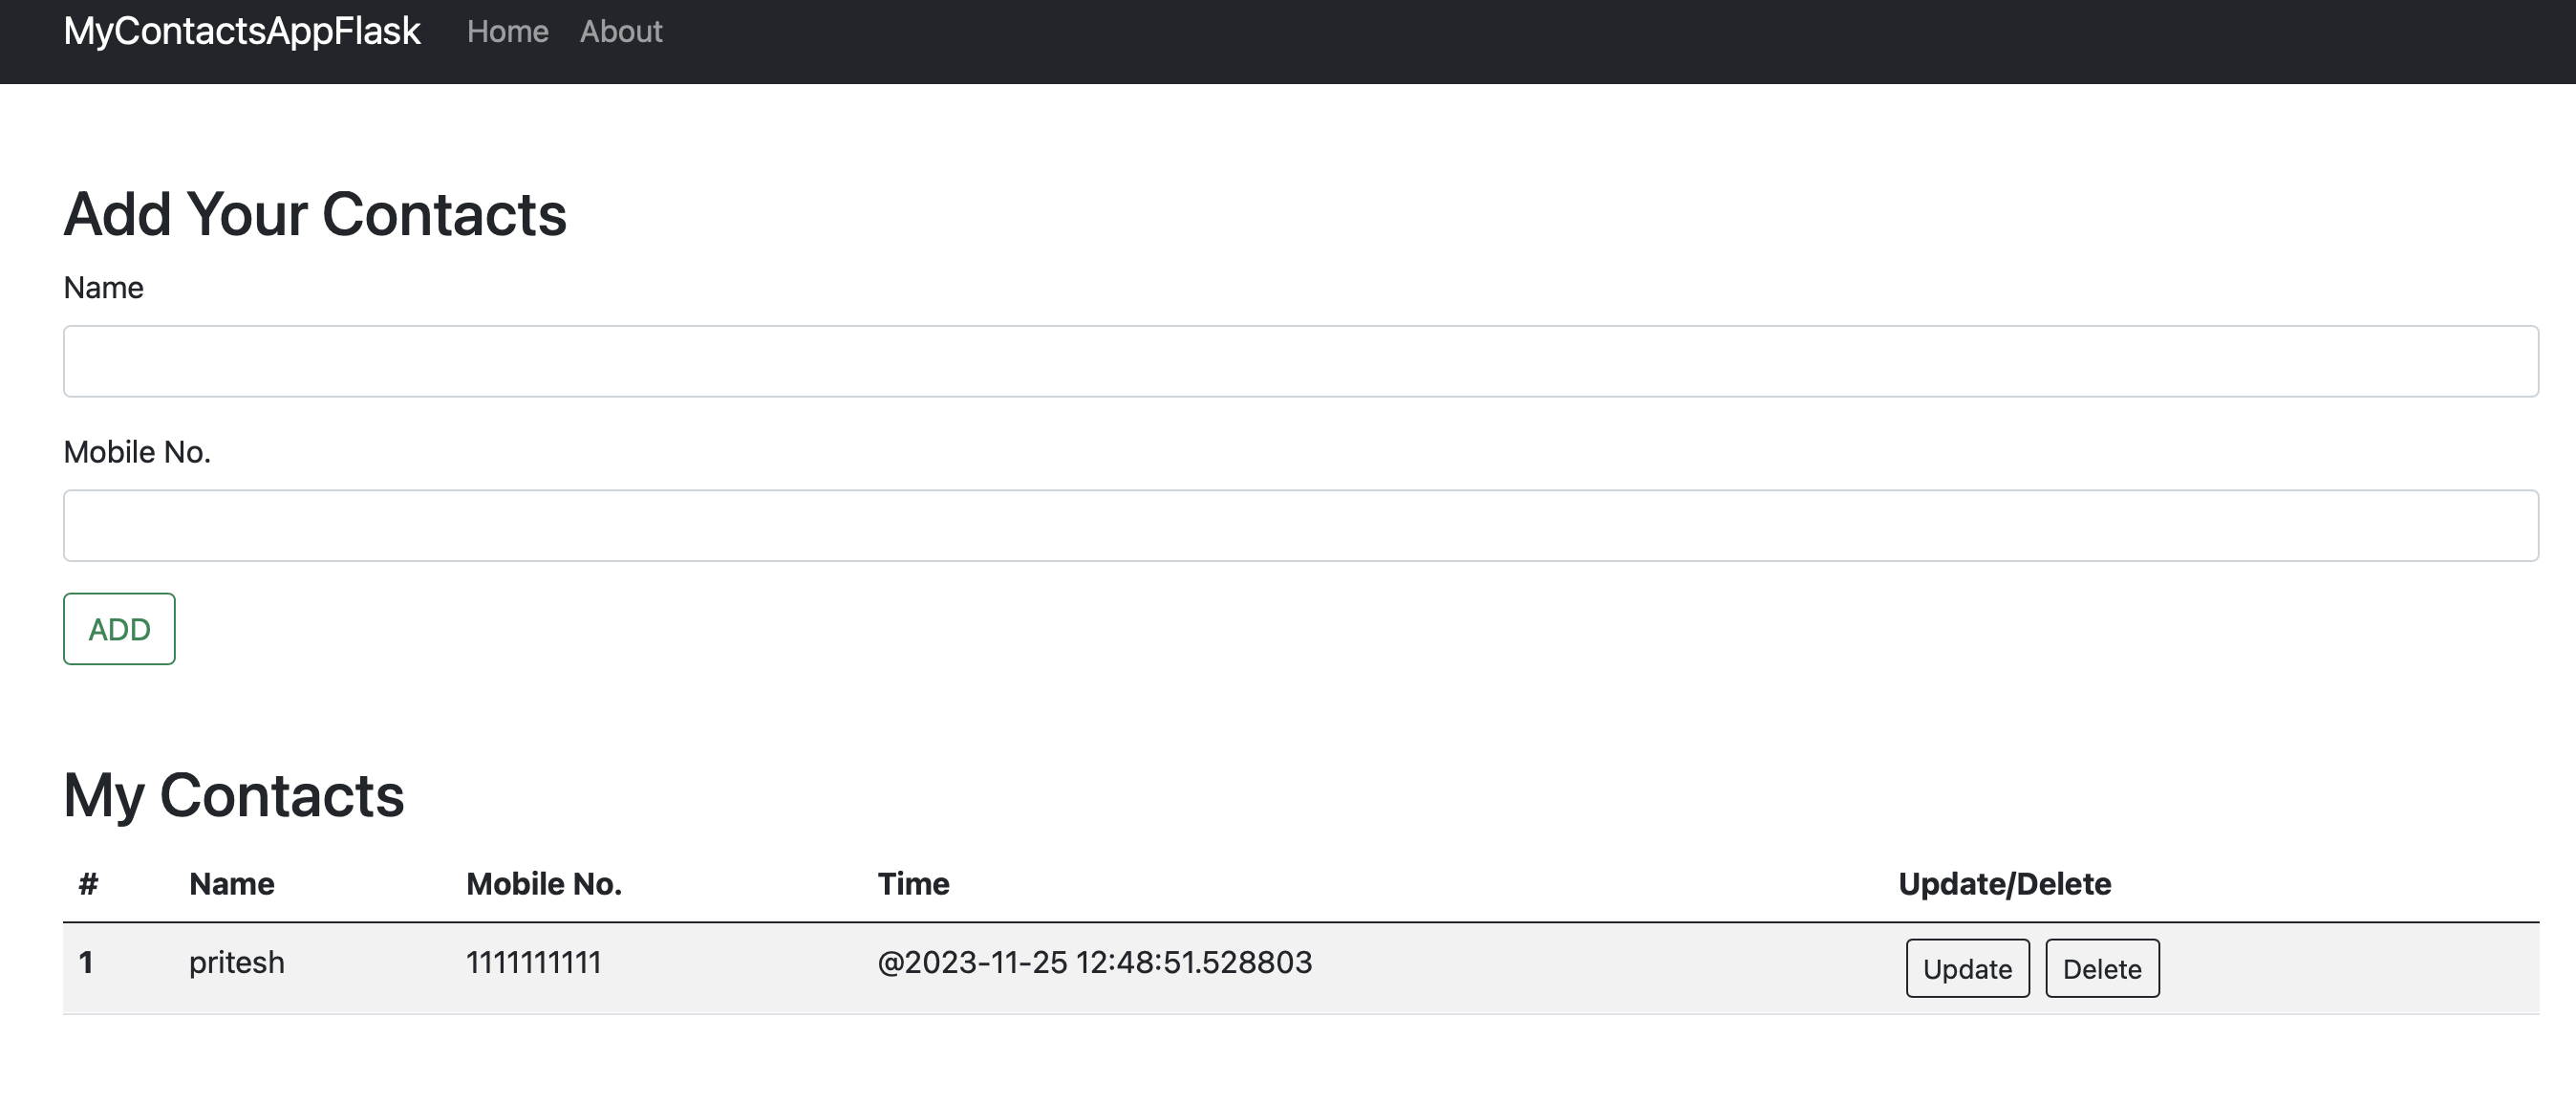 MyContactsAppFlask Home About
Add Your Contacts
Name
Mobile No.
ADD
My Contacts
# Name Mobile No. Time Update/Delete
1 pritesh 1111111111 @2023-11-25 12:48:51.528803 Update Delete